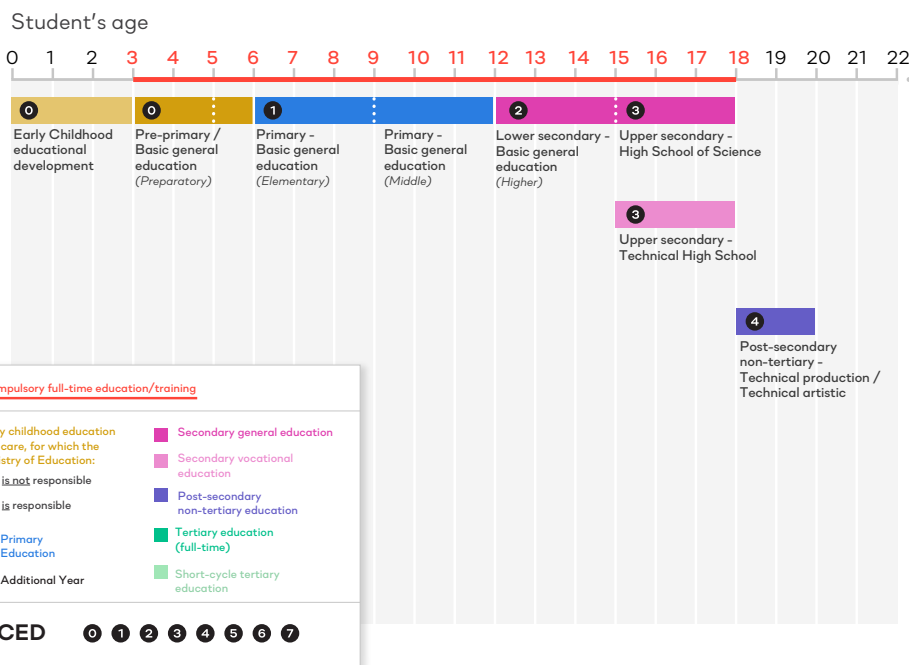 Student's age
0 1 2 3 4 5 6 7 8 9 10 11 12 13 14 15 16 17 18 19 20 21 22
0 0 1 2 3
Early Childhood
educational
development
Pre-primary /
Basic general
education
(Preparatory)
Primary -
Basic general
education
(Elementary)
Primary -
Basic general
education
(Middle)
Lower secondary -
Basic general
education
(Higher)
Upper secondary -
High School of Science
3
Upper secondary -
Technical High School
4
Post-secondary
non-tertiary -
Technical production /
Technical artistic
mpulsory full-time education/training
y childhood education
care, for which the
stry of Education:
is not responsible
is responsible
Primary
Education
Additional Year
Secondary general education
Secondary vocational
education
Post-secondary
non-tertiary education
Tertiary education
(full-time)
Short-cycle tertiary
education
CED 0 1 2 3 4 5 6 7